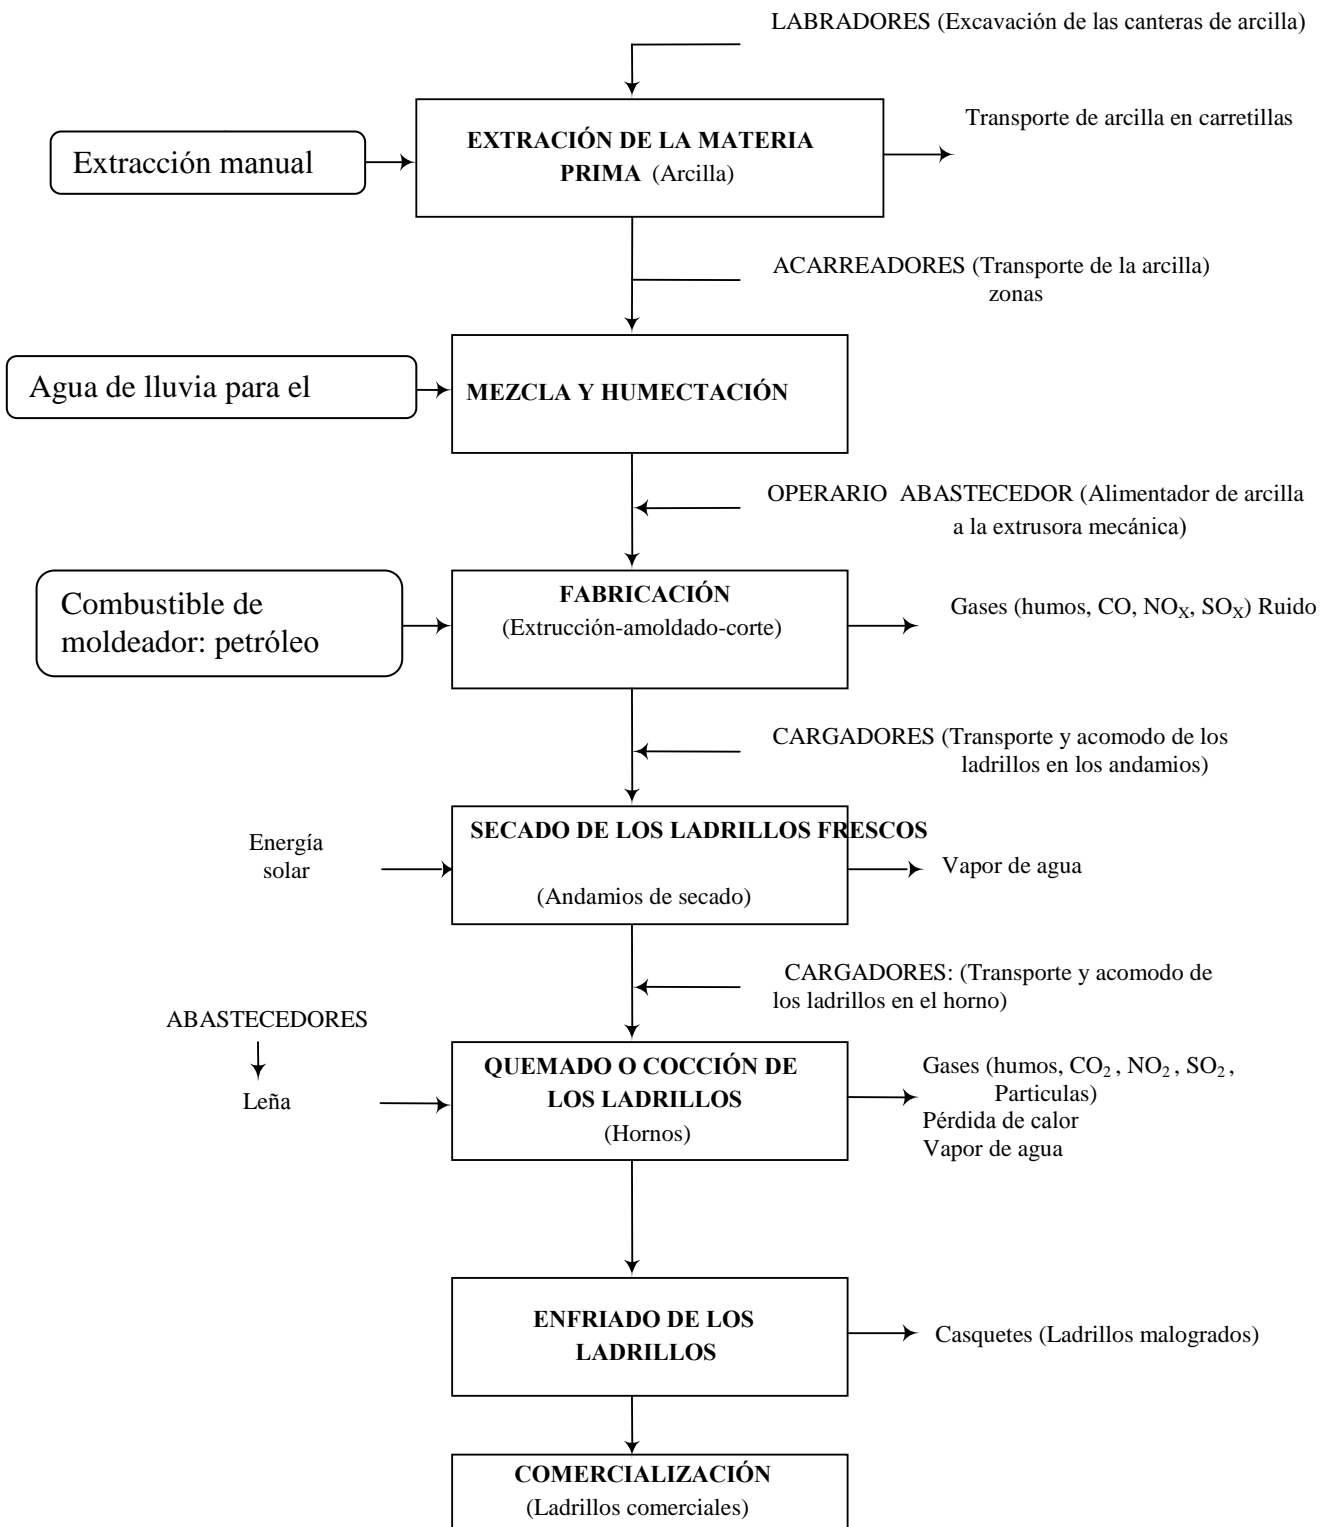 LABRADORES (Excavación de las canteras de arcilla)
EXTRACIÓN DE LA MATERIA
PRIMA (Arcilla)
Transporte de arcilla en carretillas
Extracción manual
ACARREADORES (Transporte de la arcilla)
zonas
Agua de lluvia para el
MEZCLA Y HUMECTACIÓN
OPERARIO ABASTECEDOR (Alimentador de arcilla
a la extrusora mecánica)
Combustible de
moldeador: petróleo
FABRICACIÓN
(Extrucción-amoldado-corte)
Gases (humos, CO, NOX, SOX) Ruido
CARGADORES (Transporte y acomodo de los
ladrillos en los andamios)
Energía
solar
SECADO DE LOS LADRILLOS FRESCOS
(Andamios de secado)
Vapor de agua
CARGADORES: (Transporte y acomodo de
los ladrillos en el horno)
ABASTECEDORES
Leña
QUEMADO O COCCIÓN DE
LOS LADRILLOS
(Hornos)
Gases (humos, CO2 , NO2 , SO2 ,
Particulas)
Pérdida de calor
Vapor de agua
ENFRIADO DE LOS
LADRILLOS
Casquetes (Ladrillos malogrados)
COMERCIALIZACIÓN
(Ladrillos comerciales)